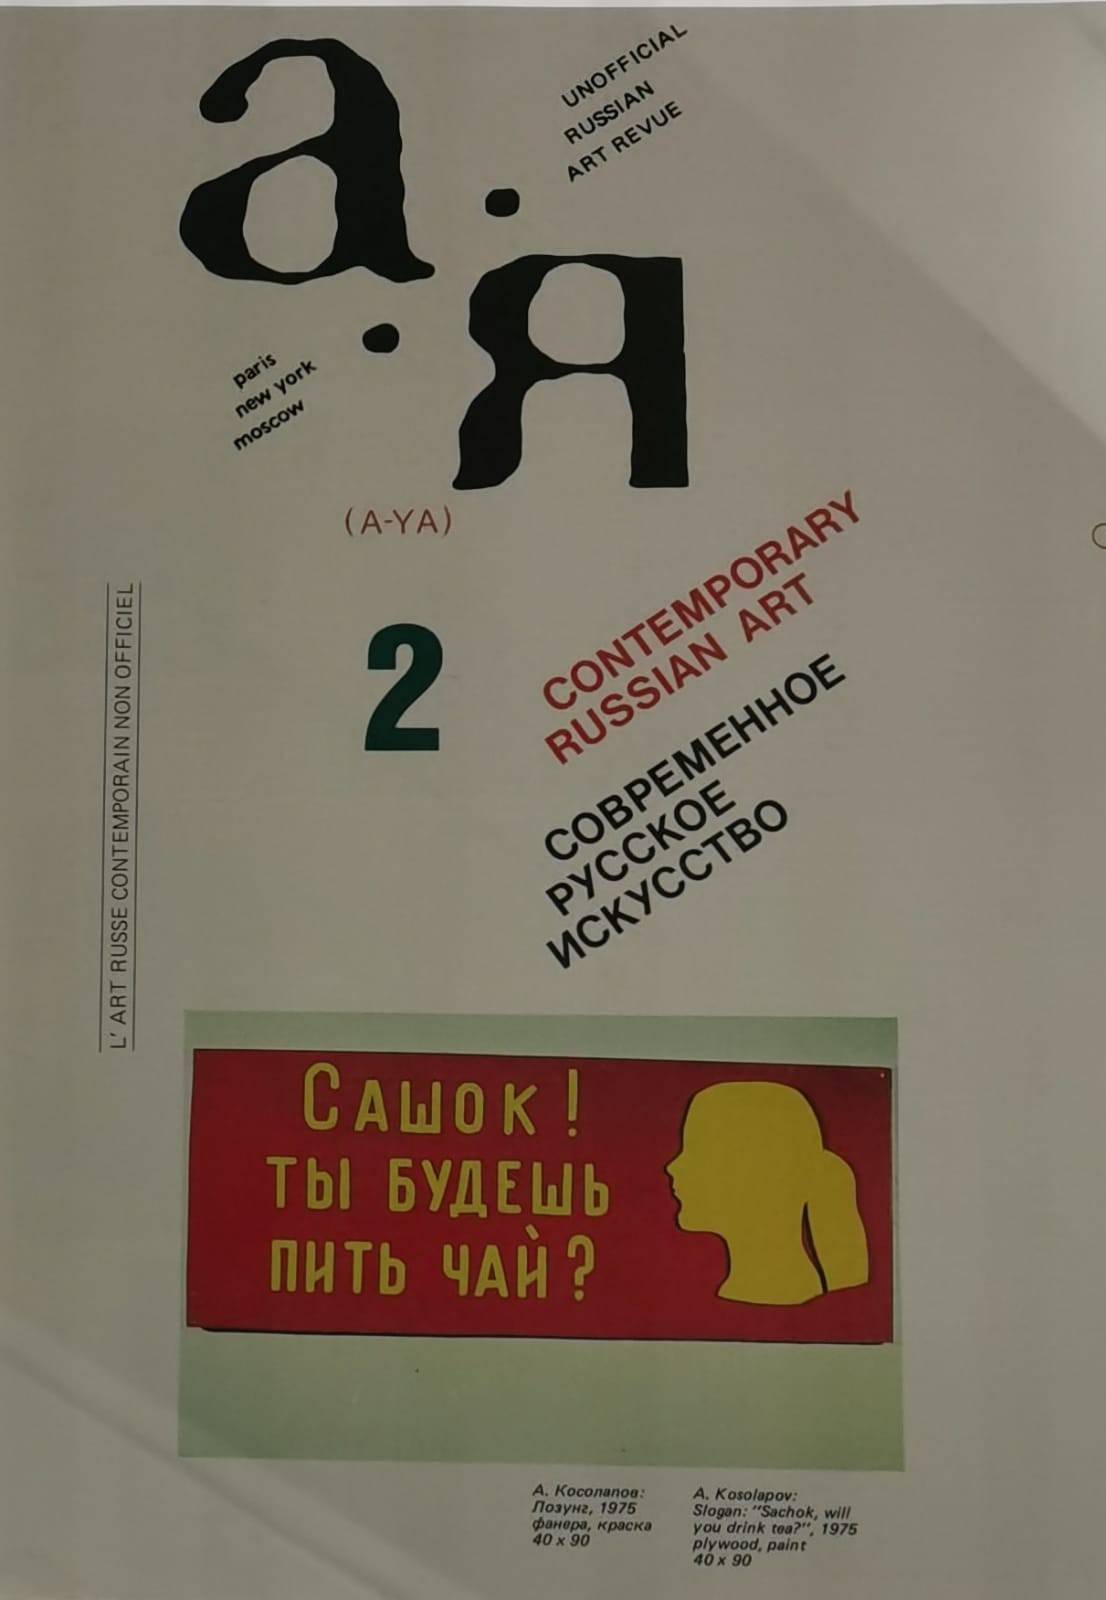 а
UNOFFICIAL
RUSSIAN
ART REVUE
Я
paris
new york
moscow
(A-YA)
2
CONTEMPORARY
RUSSIAN ART
СОВРЕМЕННОЕ
РУССКОЕ
ИСКУССТВО
L' ART RUSSE CONTEMPORAIN NON OFFICIEL
САШОК!
ТЫ БУДЕШЬ
ПИТЬ ЧАЙ?
А. Косолапов:
Лозунг, 1975
фанера, краска
40 x 90
A. Kosolapov:
Slogan: "Sachok, will
you drink tea?", 1975
plywood, paint
40 x 90